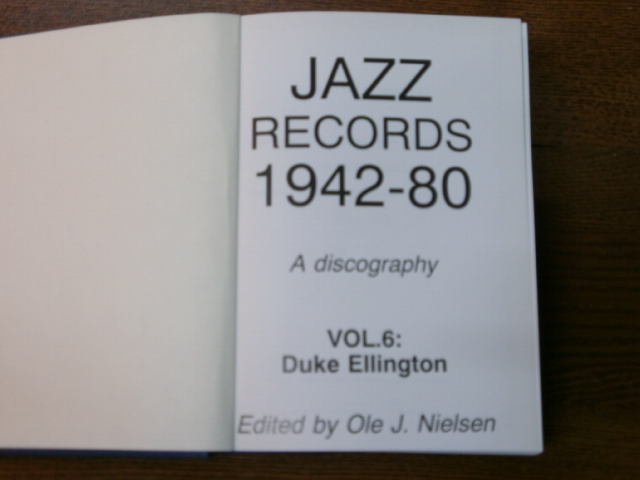 JAZZ
RECORDS
1942-80
A discography
VOL.6:
Duke Ellington
Edited by Ole J. Nielsen